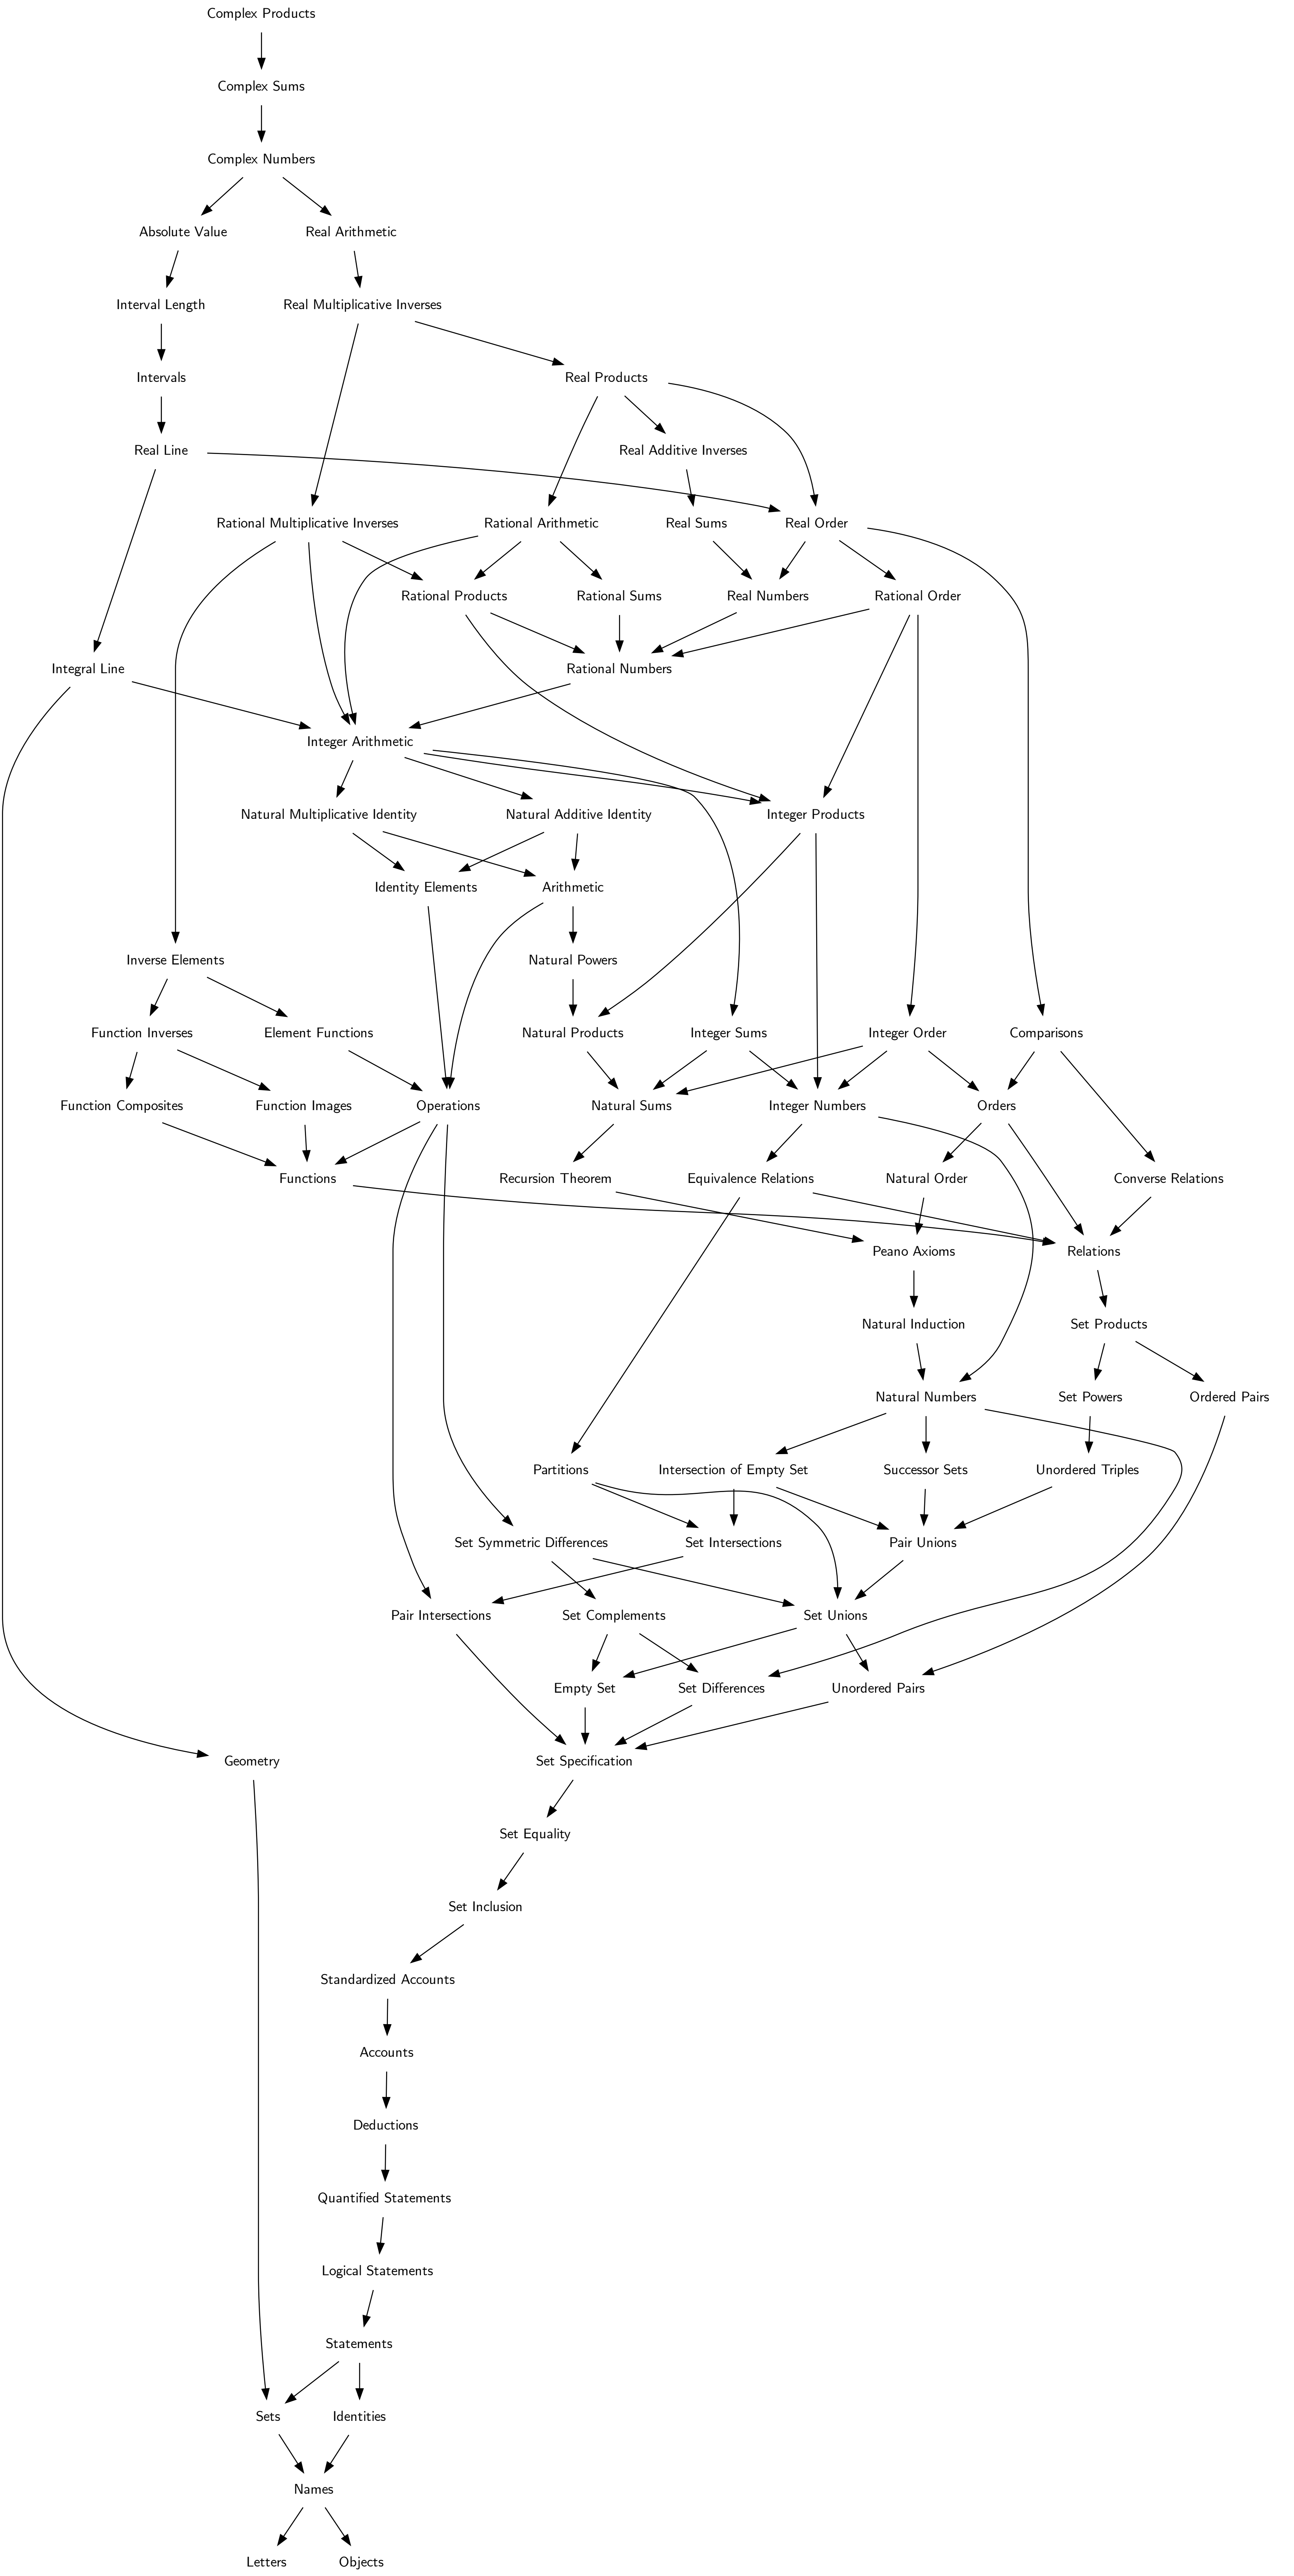 Complex Products
Complex Sums
Complex Numbers
Absolute Value
Real Arithmetic
Interval Length
Real Multiplicative Inverses
Intervals
Real Products
Real Line
Real Additive Inverses
Rational Multiplicative Inverses
Rational Arithmetic
Real Sums
Real Order
Rational Products
Rational Sums
Real Numbers
Rational Order
Integral Line
Rational Numbers
Integer Arithmetic
Natural Multiplicative Identity
Natural Additive Identity
Integer Products
Identity Elements
Arithmetic
Inverse Elements
Natural Powers
Function Inverses
Element Functions
Natural Products
Integer Sums
Integer Order
Comparisons
Function Composites
Function Images
Operations
Natural Sums
Integer Numbers
Orders
Functions
Recursion Theorem
Equivalence Relations
Natural Order
Converse Relations
Peano Axioms
Relations
Natural Induction
Set Products
Natural Numbers
Set Powers
Ordered Pairs
Partitions
Intersection of Empty Set
Successor Sets
Unordered Triples
Set Symmetric Differences
Set Intersections
Pair Unions
Pair Intersections
Set Complements
Set Unions
Empty Set
Set Differences
Unordered Pairs
Geometry
Set Specification
Set Equality
Set Inclusion
Standardized Accounts
Accounts
Deductions
Quantified Statements
Logical Statements
Statements
Sets
Identities
Names
Letters
Objects